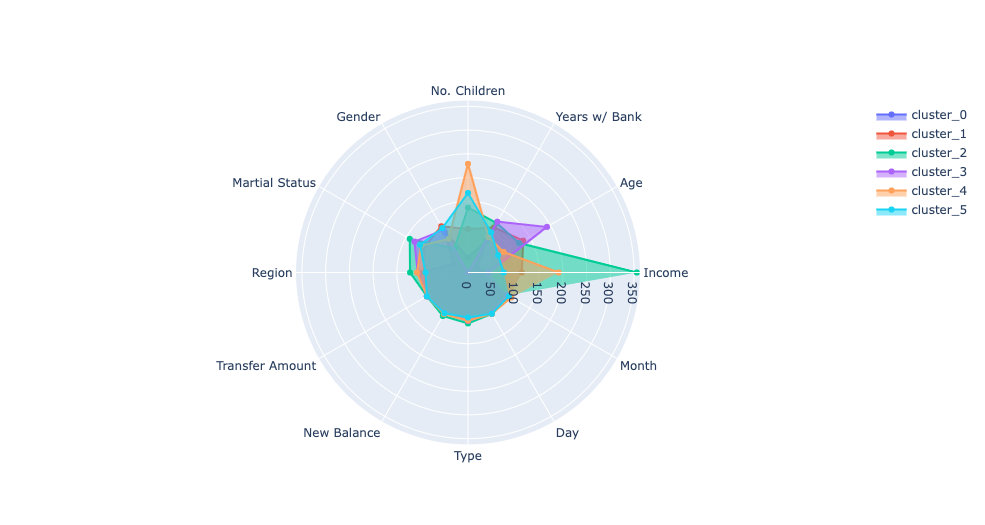 No. Children
Gender
Years w/ Bank
Martial Status
Age
Region
Income
0
50
100
150
200
250
300
350
Transfer Amount
Month
New Balance
Day
Type
cluster_0
cluster_1
cluster_2
cluster_3
cluster_4
cluster_5